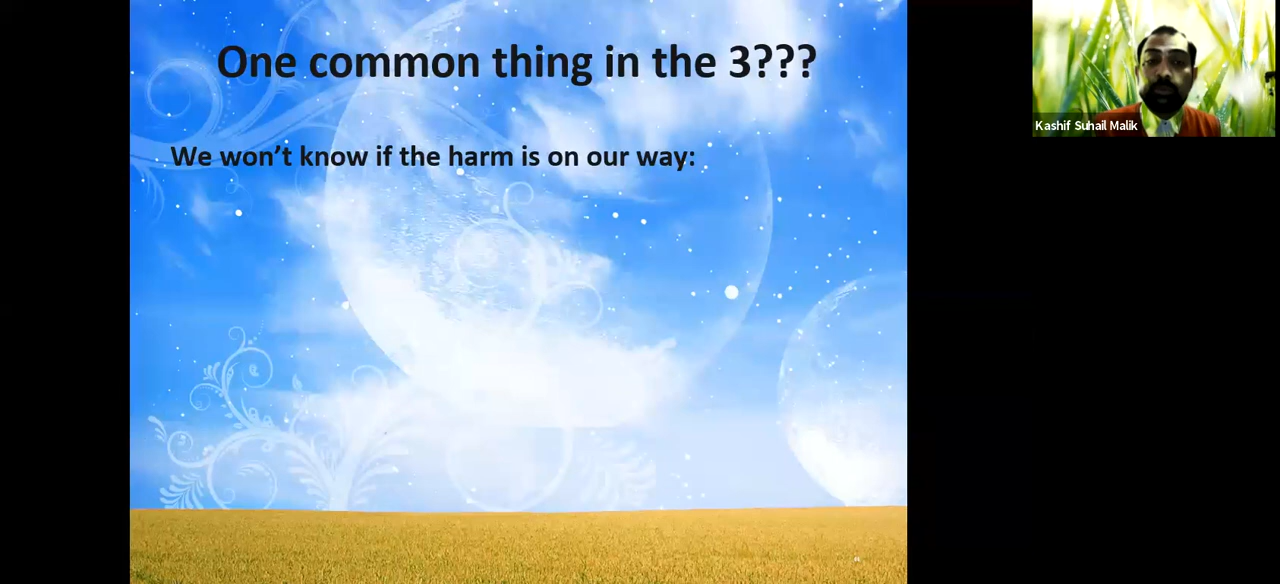 One common thing in the 3???
We won't know if the harm is on our way:
Kashif Suhail Malik